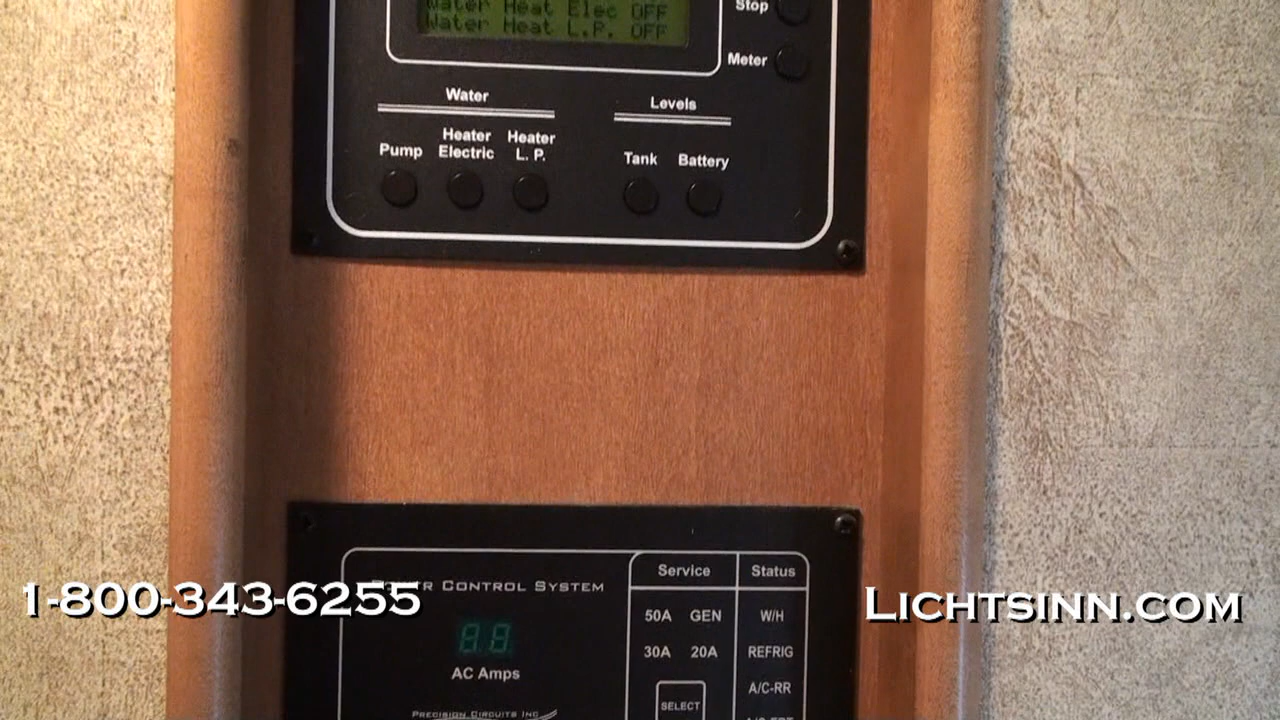 Water Heat Elec OFF
Water Heat L.P. OFF
Stop
Meter
Water
Levels
Pump
Heater Electric
Heater L. P.
Tank
Battery
Power Control System
Service
Status
50A GEN
W/H
30A 20A
REFRIG
AC Amps
A/C-RR
SELECT
Precision Circuits Inc
1-800-343-6255
Lichtsinn.com